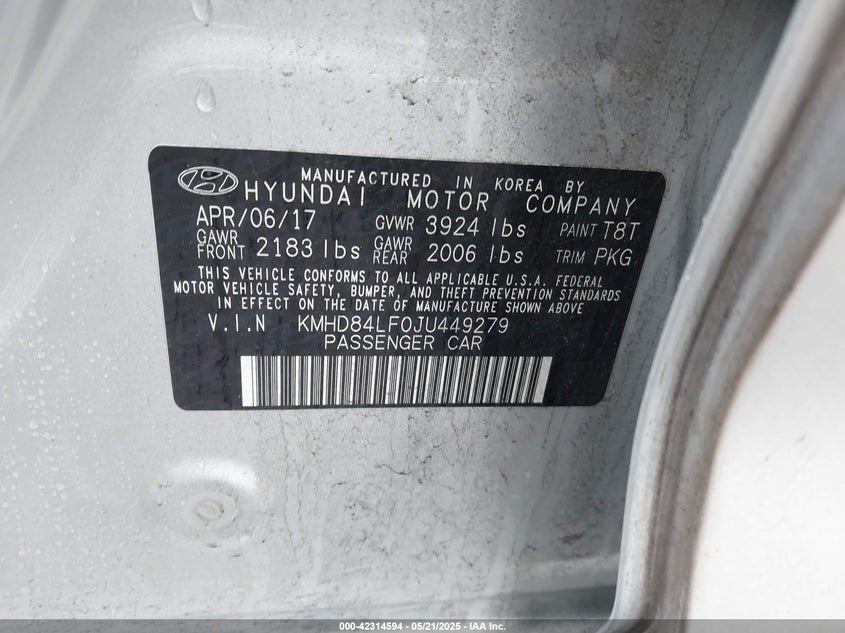 MANUFACTURED IN KOREA BY
HYUNDAI MOTOR COMPANY
APR/06/17 GVWR 3924 lbs PAINT T8T
GAWR FRONT 2183 lbs GAWR REAR 2006 lbs TRIM PKG
THIS VEHICLE CONFORMS TO ALL APPLICABLE U.S.A. FEDERAL
MOTOR VEHICLE SAFETY, BUMPER, AND THEFT PREVENTION STANDARDS
IN EFFECT ON THE DATE OF MANUFACTURE SHOWN ABOVE
V.I.N KMHD84LF0JU449279
PASSENGER CAR
000-42314594 - 05/21/2025 - IAA Inc.